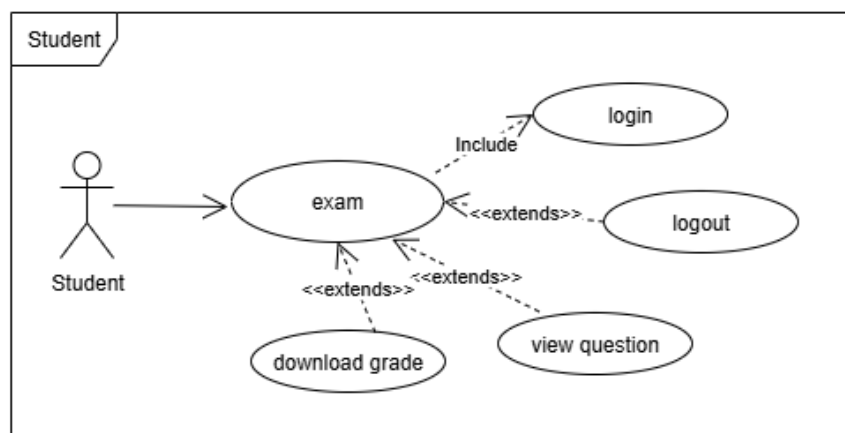 Student
login
Include
exam
<<extends>>
logout
<<extends>>
Student
<<extends>>
view question
download grade